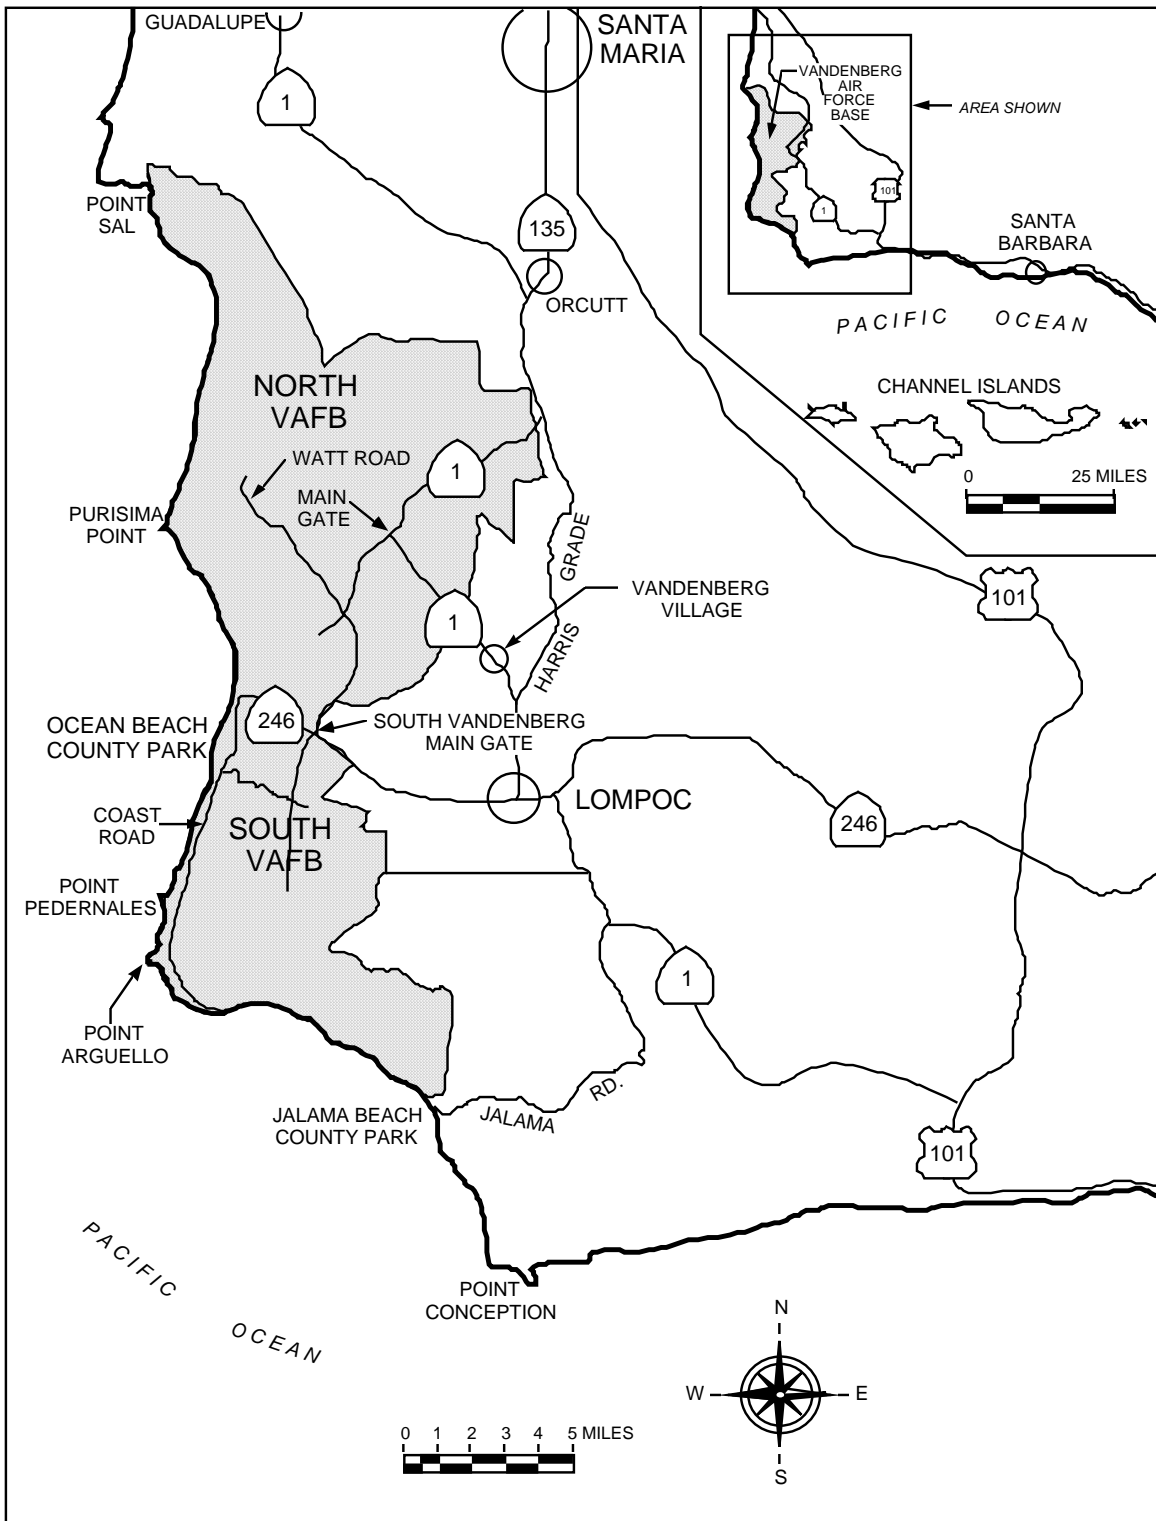 GUADALUPE
SANTA
MARIA
1
VANDENBERG
AIR
FORCE
BASE
AREA SHOWN
101
1
SANTA
BARBARA
PACIFIC OCEAN
CHANNEL ISLANDS
0 25 MILES
POINT
SAL
135
ORCUTT
NORTH
VAFB
WATT ROAD
1
MAIN
GATE
PURISIMA
POINT
HARRIS GRADE
VANDENBERG
VILLAGE
101
1
OCEAN BEACH
COUNTY PARK
246
SOUTH VANDENBERG
MAIN GATE
COAST
ROAD
SOUTH
VAFB
LOMPOC
246
POINT
PEDERNALES
1
POINT
ARGUELLO
JALAMA RD.
JALAMA BEACH
COUNTY PARK
101
PACIFIC OCEAN
POINT
CONCEPTION
N
W E
S
0 1 2 3 4 5 MILES